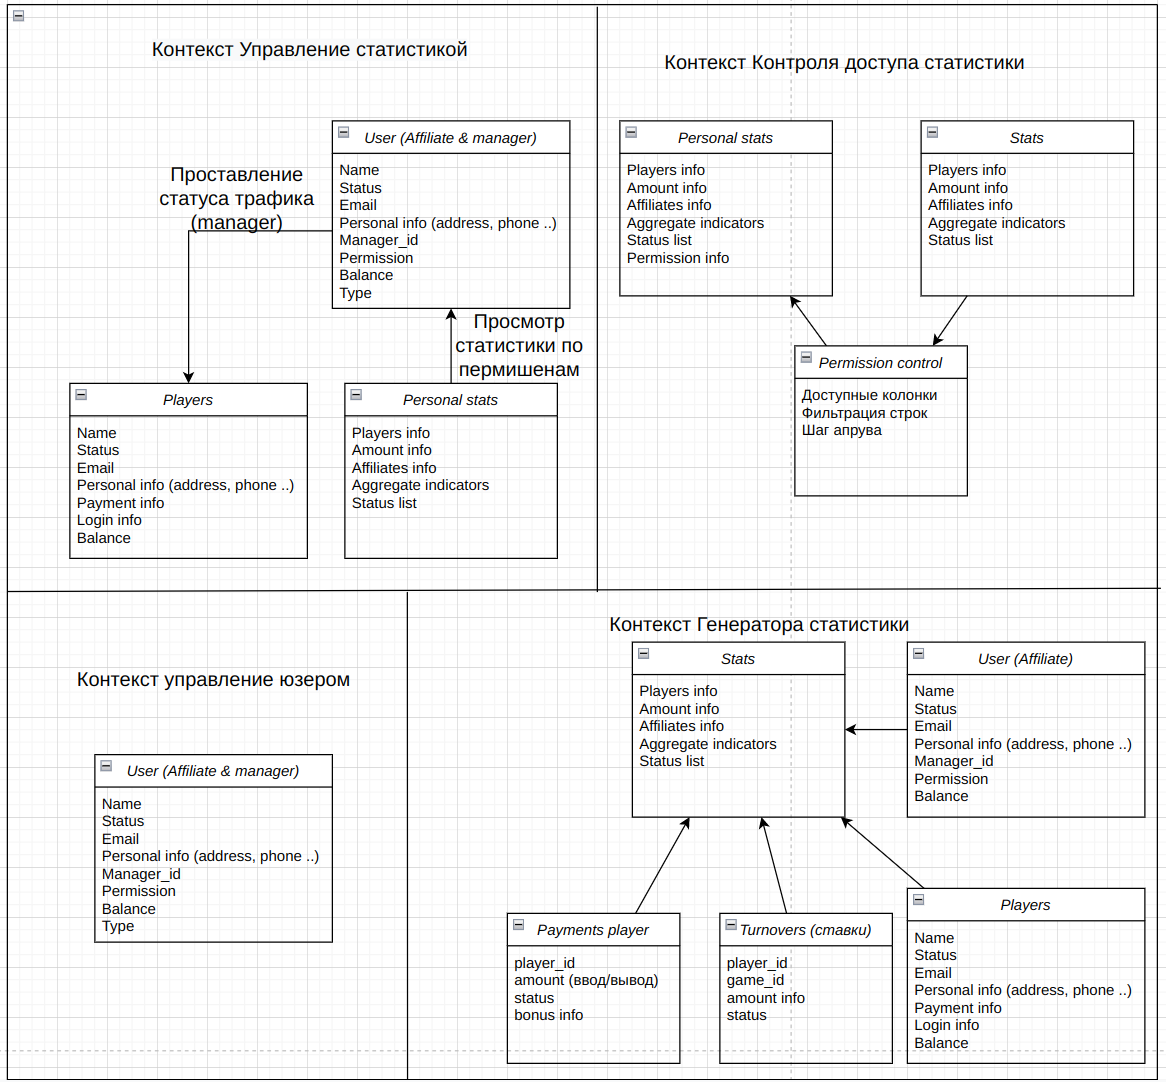 Контекст Управление статистикой
User (Affiliate & manager)
Name
Status
Email
Personal info (address, phone ..)
Manager_id
Permission
Balance
Type
Проставление
статуса трафика
(manager)
Просмотр
статистики по
пермишенам
Players
Name
Status
Email
Personal info (address, phone ..)
Payment info
Login info
Balance
Personal stats
Players info
Amount info
Affiliates info
Aggregate indicators
Status list
Контекст Контроля доступа статистики
Personal stats
Players info
Amount info
Affiliates info
Aggregate indicators
Status list
Permission info
Stats
Players info
Amount info
Affiliates info
Aggregate indicators
Status list
Permission control
Доступные колонки
Фильтрация строк
Шаг апрува
Контекст управление юзером
User (Affiliate & manager)
Name
Status
Email
Personal info (address, phone ..)
Manager_id
Permission
Balance
Type
Контекст Генератора статистики
Stats
Players info
Amount info
Affiliates info
Aggregate indicators
Status list
User (Affiliate)
Name
Status
Email
Personal info (address, phone ..)
Manager_id
Permission
Balance
Payments player
player_id
amount (ввод/вывод)
status
bonus info
Turnovers (ставки)
player_id
game_id
amount info
status
Players
Name
Status
Email
Personal info (address, phone ..)
Payment info
Login info
Balance